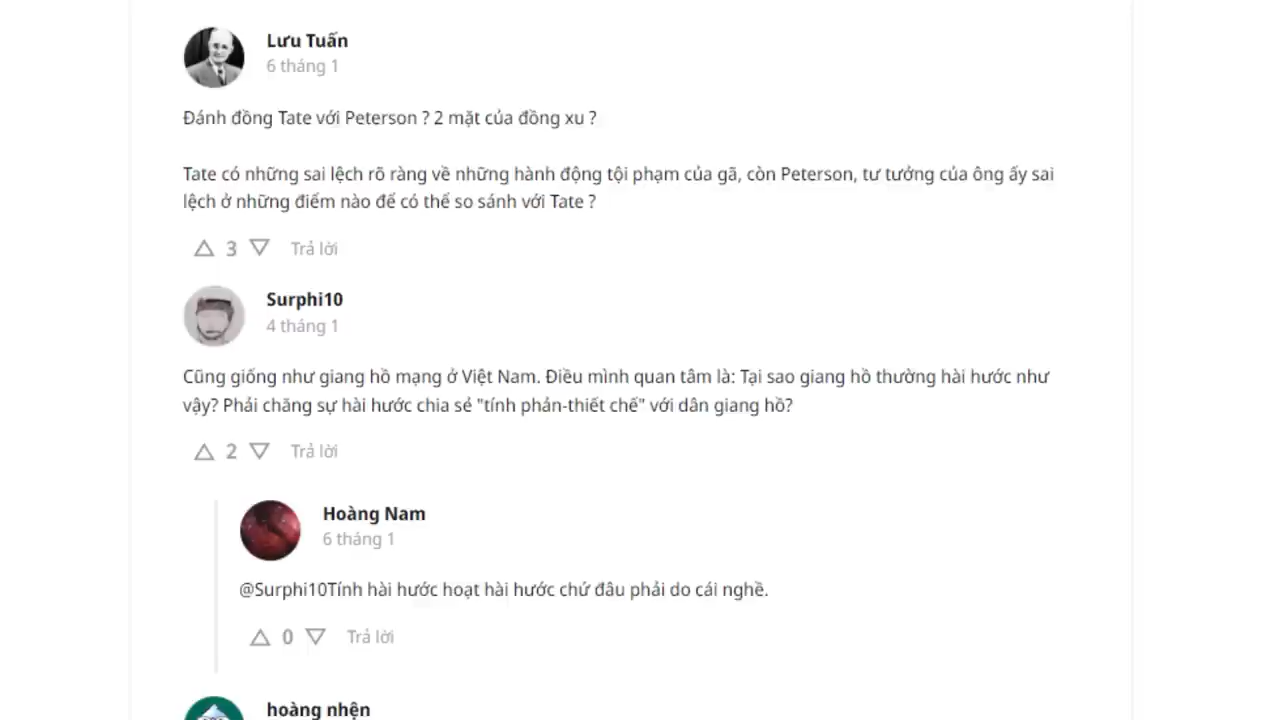 Lưu Tuấn
6 tháng 1
Đánh đồng Tate với Peterson ? 2 mặt của đồng xu ?
Tate có những sai lệch rõ ràng về những hành động tội phạm của gã, còn Peterson, tư tưởng của ông ấy sai
lệch ở những điểm nào để có thể so sánh với Tate ?
3 Trả lời
Surphi10
4 tháng 1
Cũng giống như giang hồ mạng ở Việt Nam. Điều mình quan tâm là: Tại sao giang hồ thường hài hước như
vậy? Phải chăng sự hài hước chia sẻ "tính phản-thiết chế" với dân giang hồ?
2 Trả lời
Hoàng Nam
6 tháng 1
@Surphi10Tính hài hước hoạt hài hước chứ đâu phải do cái nghề.
0 Trả lời
hoàng nhện